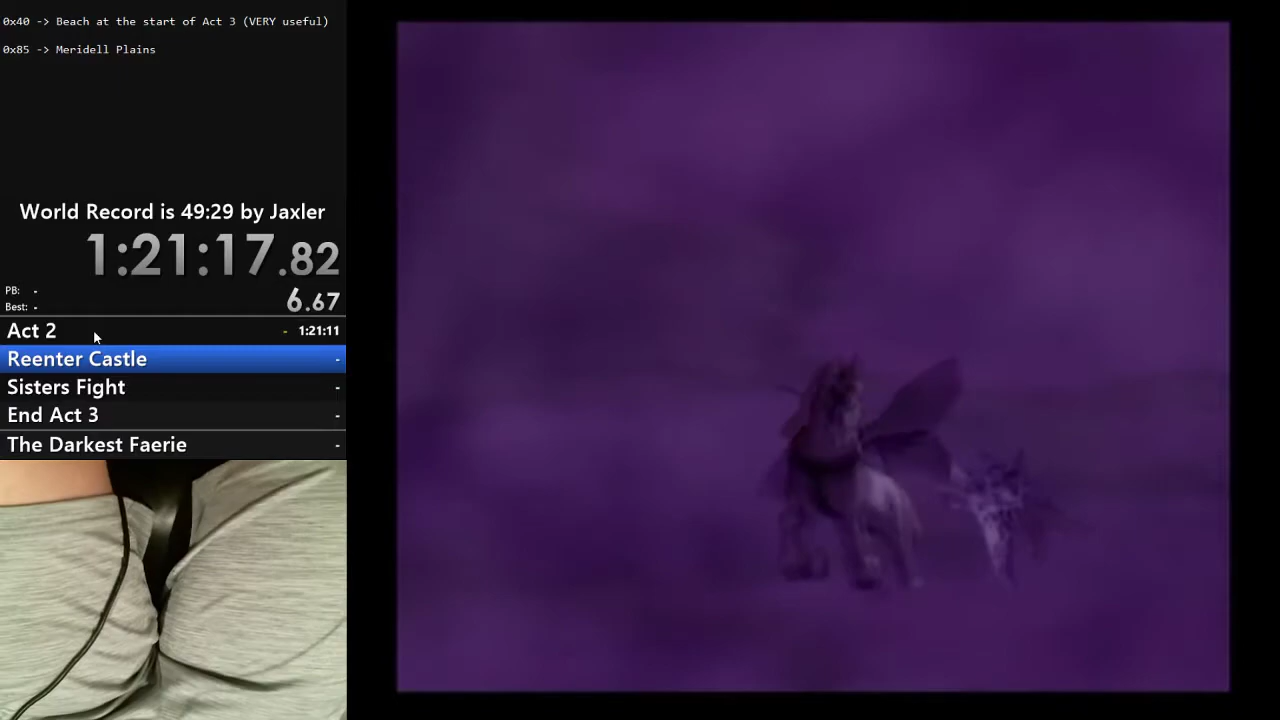 0x40 -> Beach at the start of Act 3 (VERY useful)
0x85 -> Meridell Plains
World Record is 49:29 by Jaxler
1:21:17.82
PB: -
6.67
Best: -
Act 2 - 1:21:11
Reenter Castle -
Sisters Fight -
End Act 3 -
The Darkest Faerie -